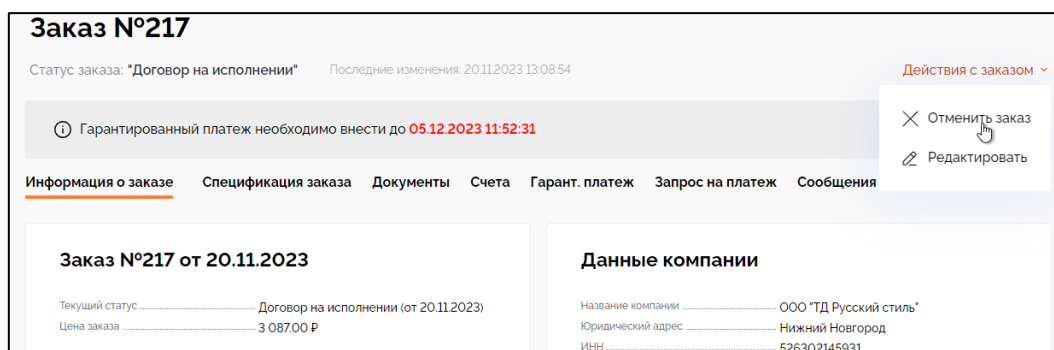 Заказ №217
Статус заказа: "Договор на исполнении" Последние изменения: 20.11.2023 13:08:54
Действия с заказом
Отменить заказ
Редактировать
Гарантированный платеж необходимо внести до 05.12.2023 11:52:31
Информация о заказе Спецификация заказа Документы Счета Гарант. платеж Запрос на платеж Сообщения
Заказ №217 от 20.11.2023
Текущий статус Договор на исполнении (от 20.11.2023)
Цена заказа 3 087.00 ₽
Данные компании
Название компании ООО "ТД Русский стиль"
Юридический адрес Нижний Новгород
ИНН 526302145931